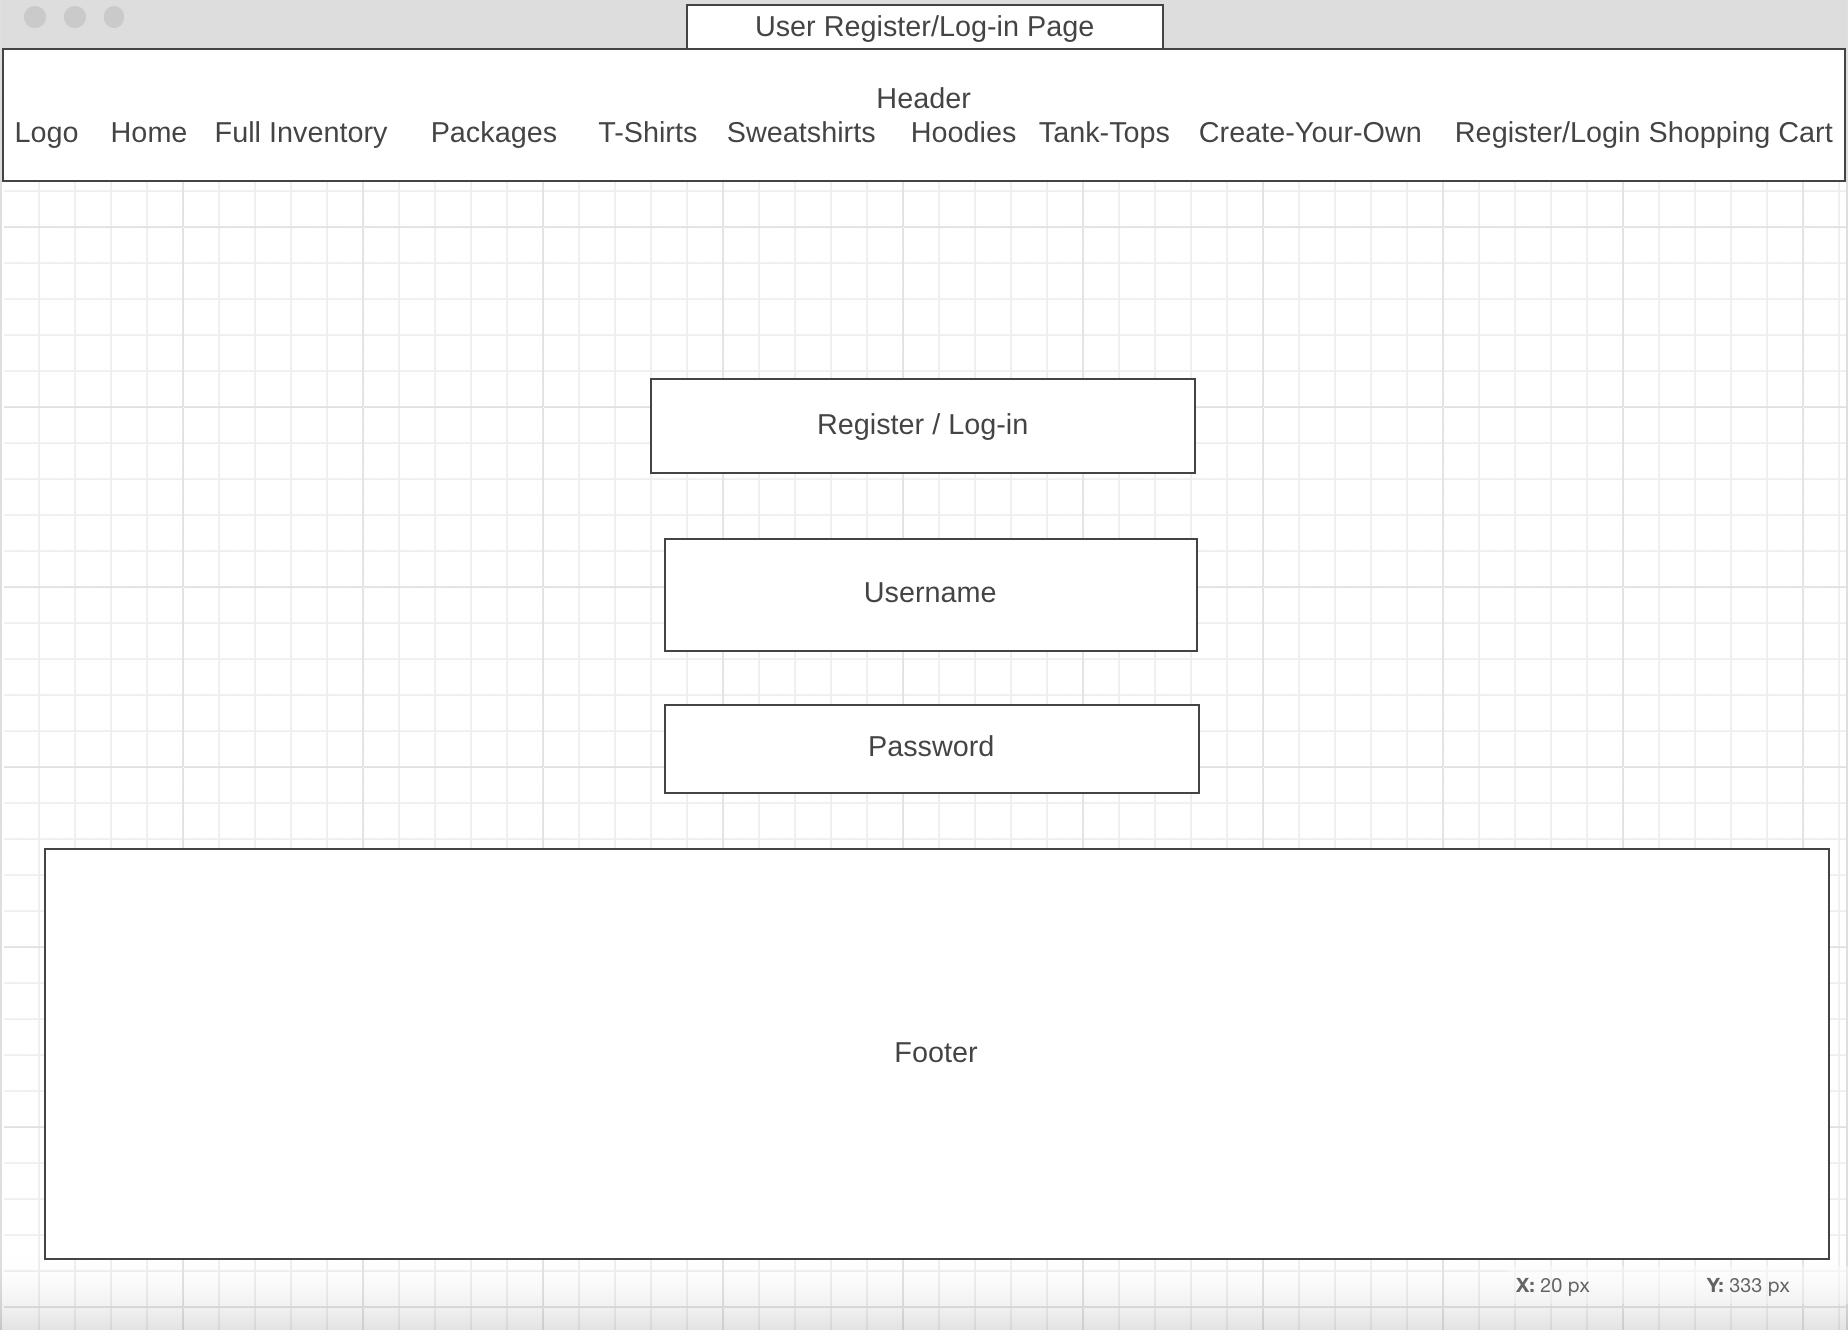 User Register/Log-in Page
Header
Logo Home Full Inventory Packages T-Shirts Sweatshirts Hoodies Tank-Tops Create-Your-Own Register/Login Shopping Cart
Register / Log-in
Username
Password
Footer
X: 20 px Y: 333 px